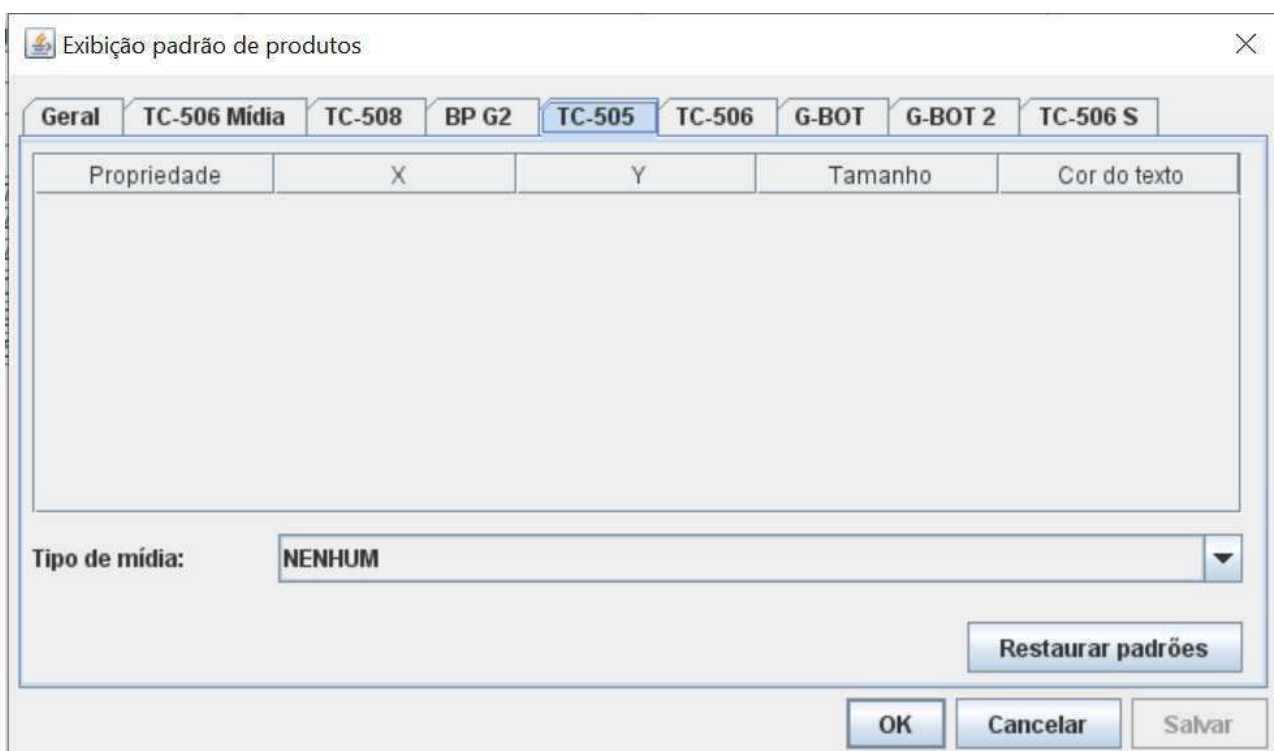 Exibição padrão de produtos
Geral TC-506 Mídia TC-508 BP G2 TC-505 TC-506 G-BOT G-BOT 2 TC-506 S
Propriedade X Y Tamanho Cor do texto
Tipo de mídia: NENHUM
Restaurar padrões
OK Cancelar Salvar